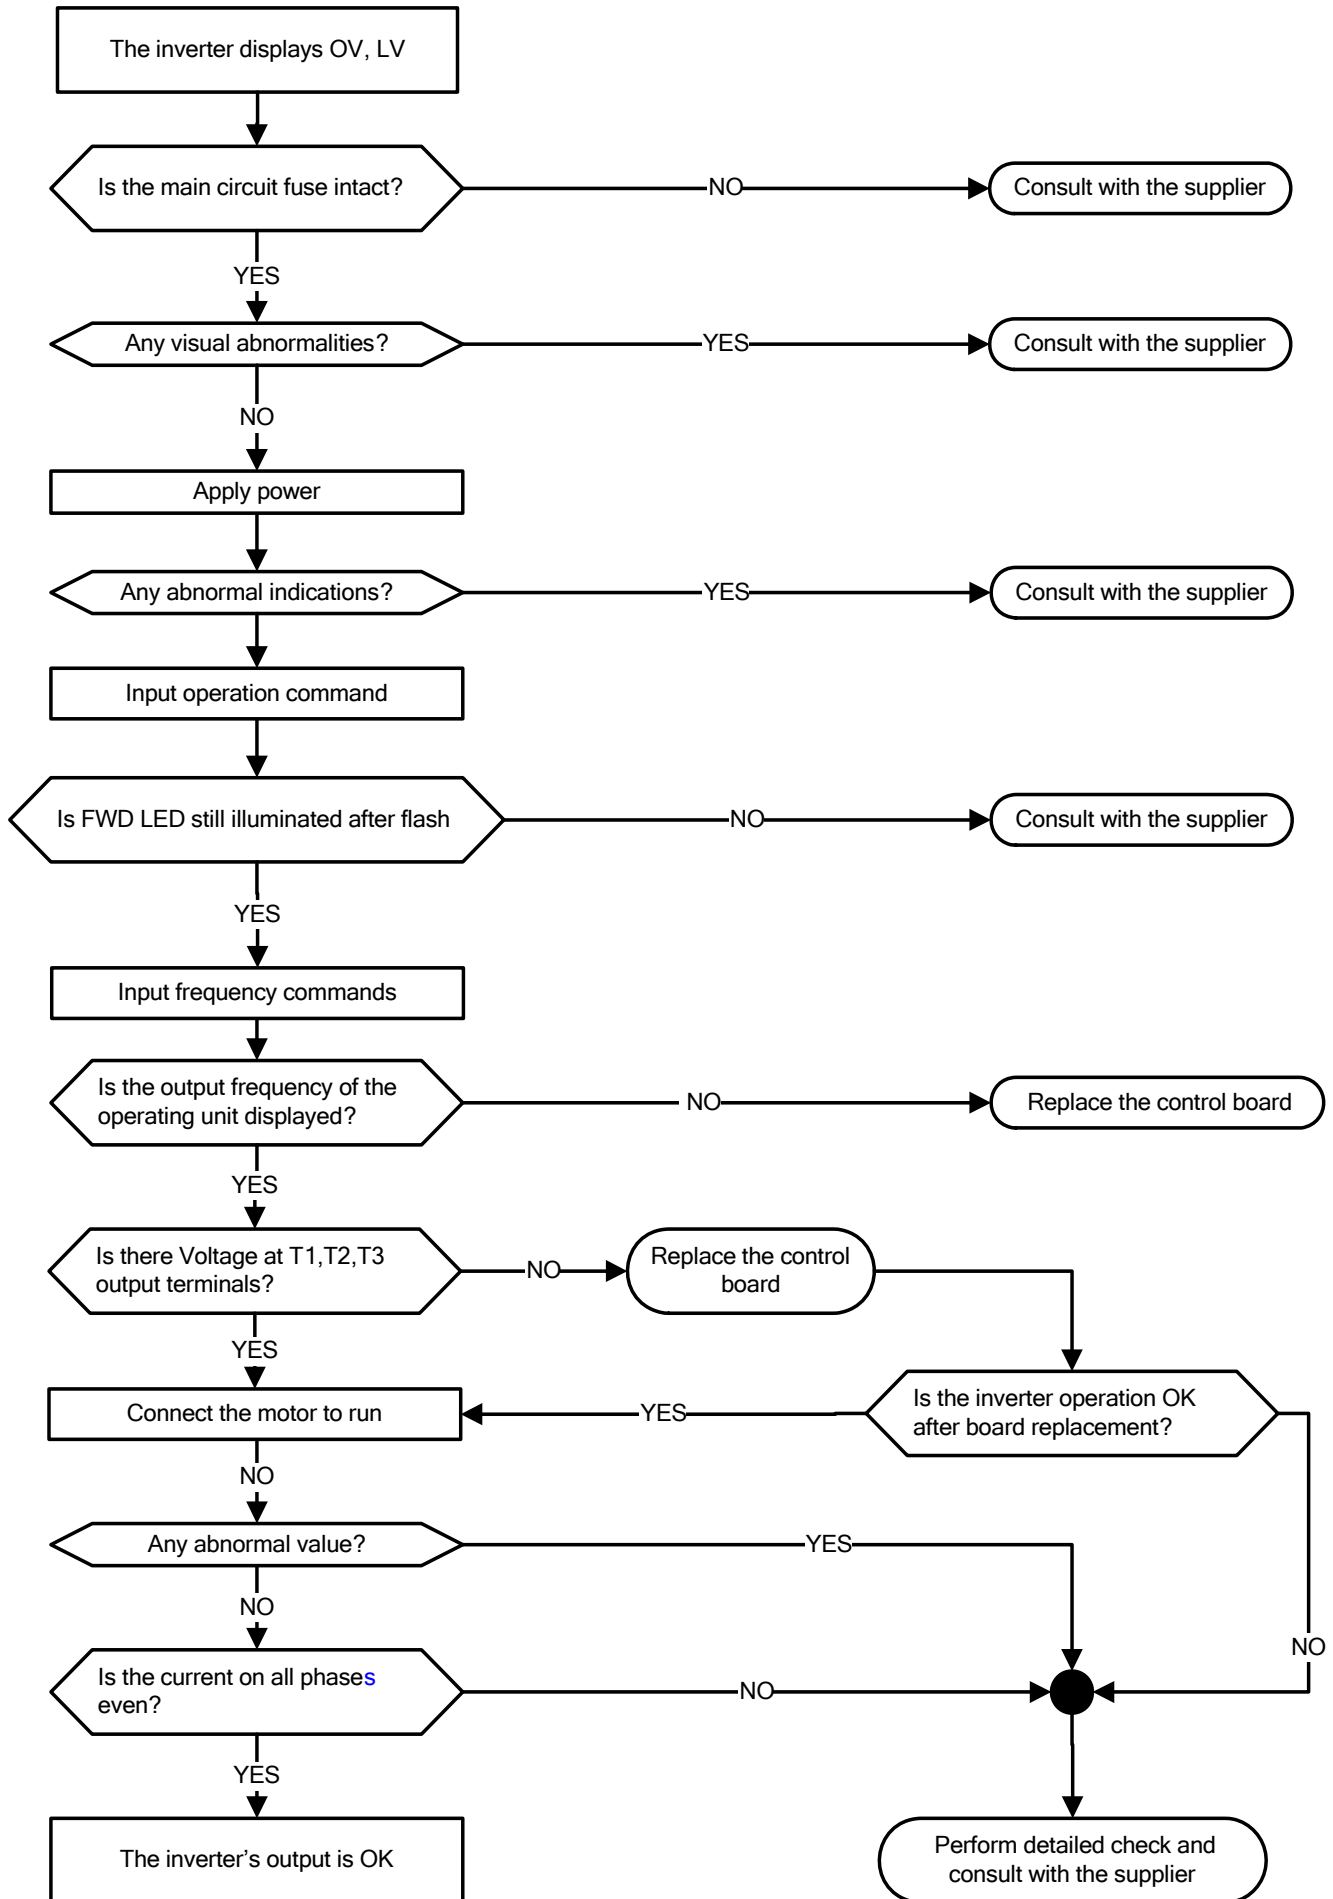 The inverter displays OV, LV
Is the main circuit fuse intact?
NO
Consult with the supplier
YES
Any visual abnormalities?
YES
Consult with the supplier
NO
Apply power
Any abnormal indications?
YES
Consult with the supplier
Input operation command
Is FWD LED still illuminated after flash
NO
Consult with the supplier
YES
Input frequency commands
Is the output frequency of the
operating unit displayed?
NO
Replace the control board
YES
Is there Voltage at T1,T2,T3
output terminals?
NO
Replace the control
board
YES
Connect the motor to run
YES
Is the inverter operation OK
after board replacement?
NO
Any abnormal value?
YES
NO
NO
Is the current on all phases
even?
NO
YES
The inverter's output is OK
Perform detailed check and
consult with the supplier